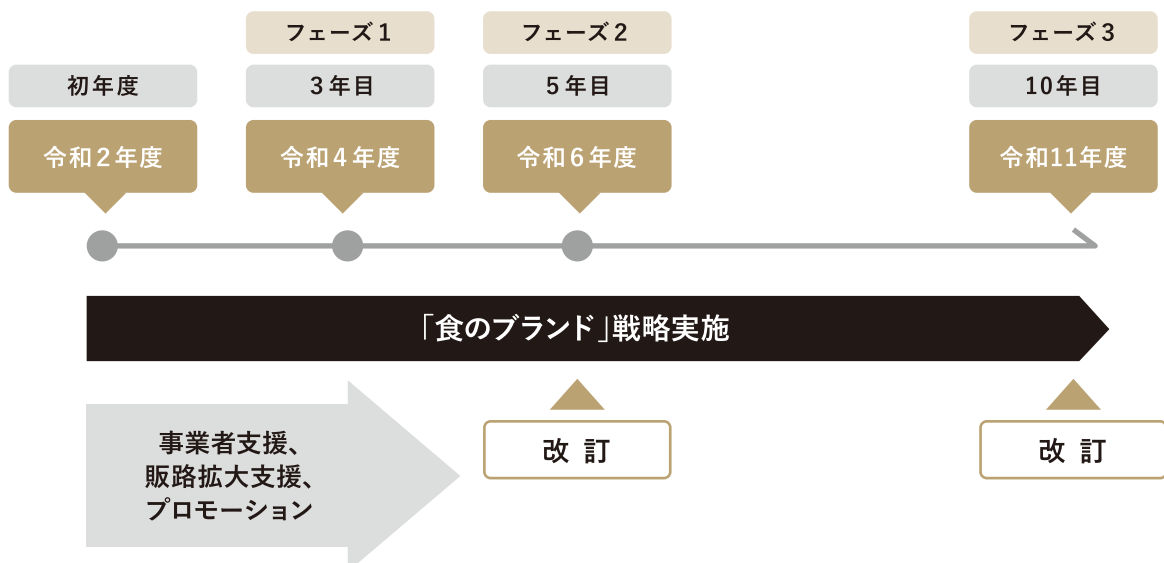 フェーズ1
フェーズ2
フェーズ3
初年度
3年目
5年目
10年目
令和2年度
令和4年度
令和6年度
令和11年度
「食のブランド」戦略実施
事業者支援、
販路拡大支援、
プロモーション
改訂
改訂